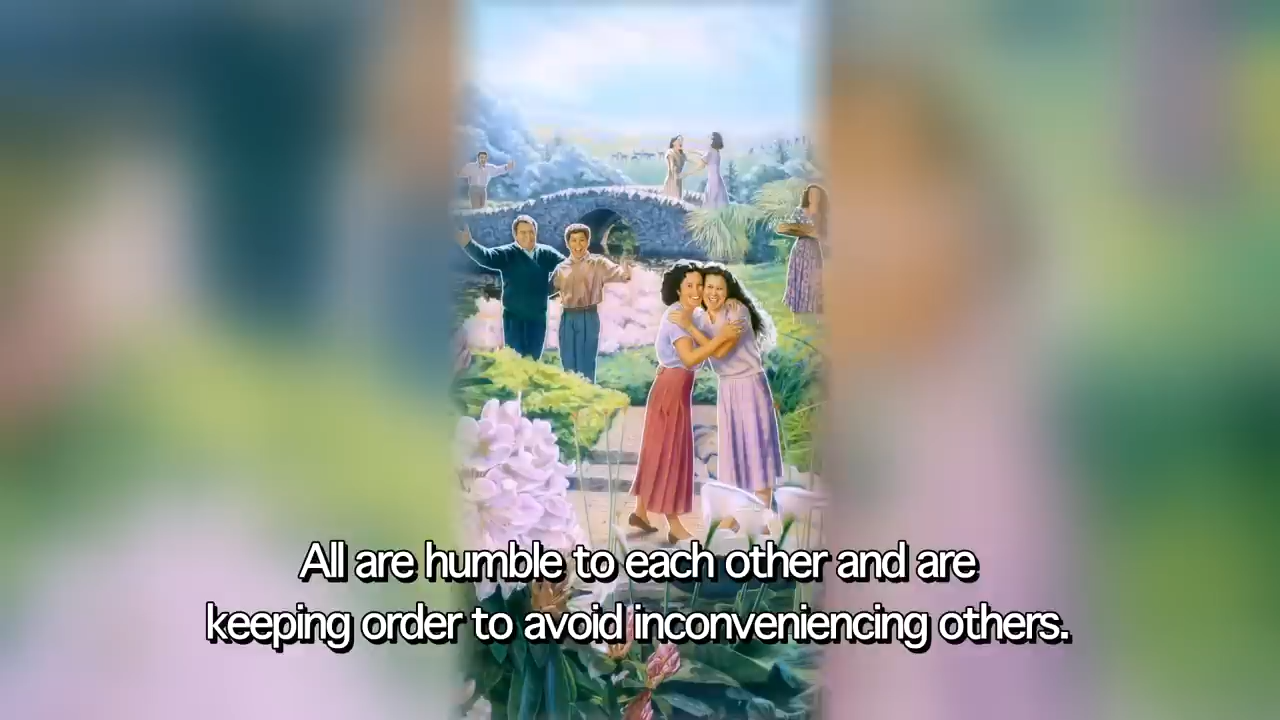 All are humble to each other and are
keeping order to avoid inconveniencing others.